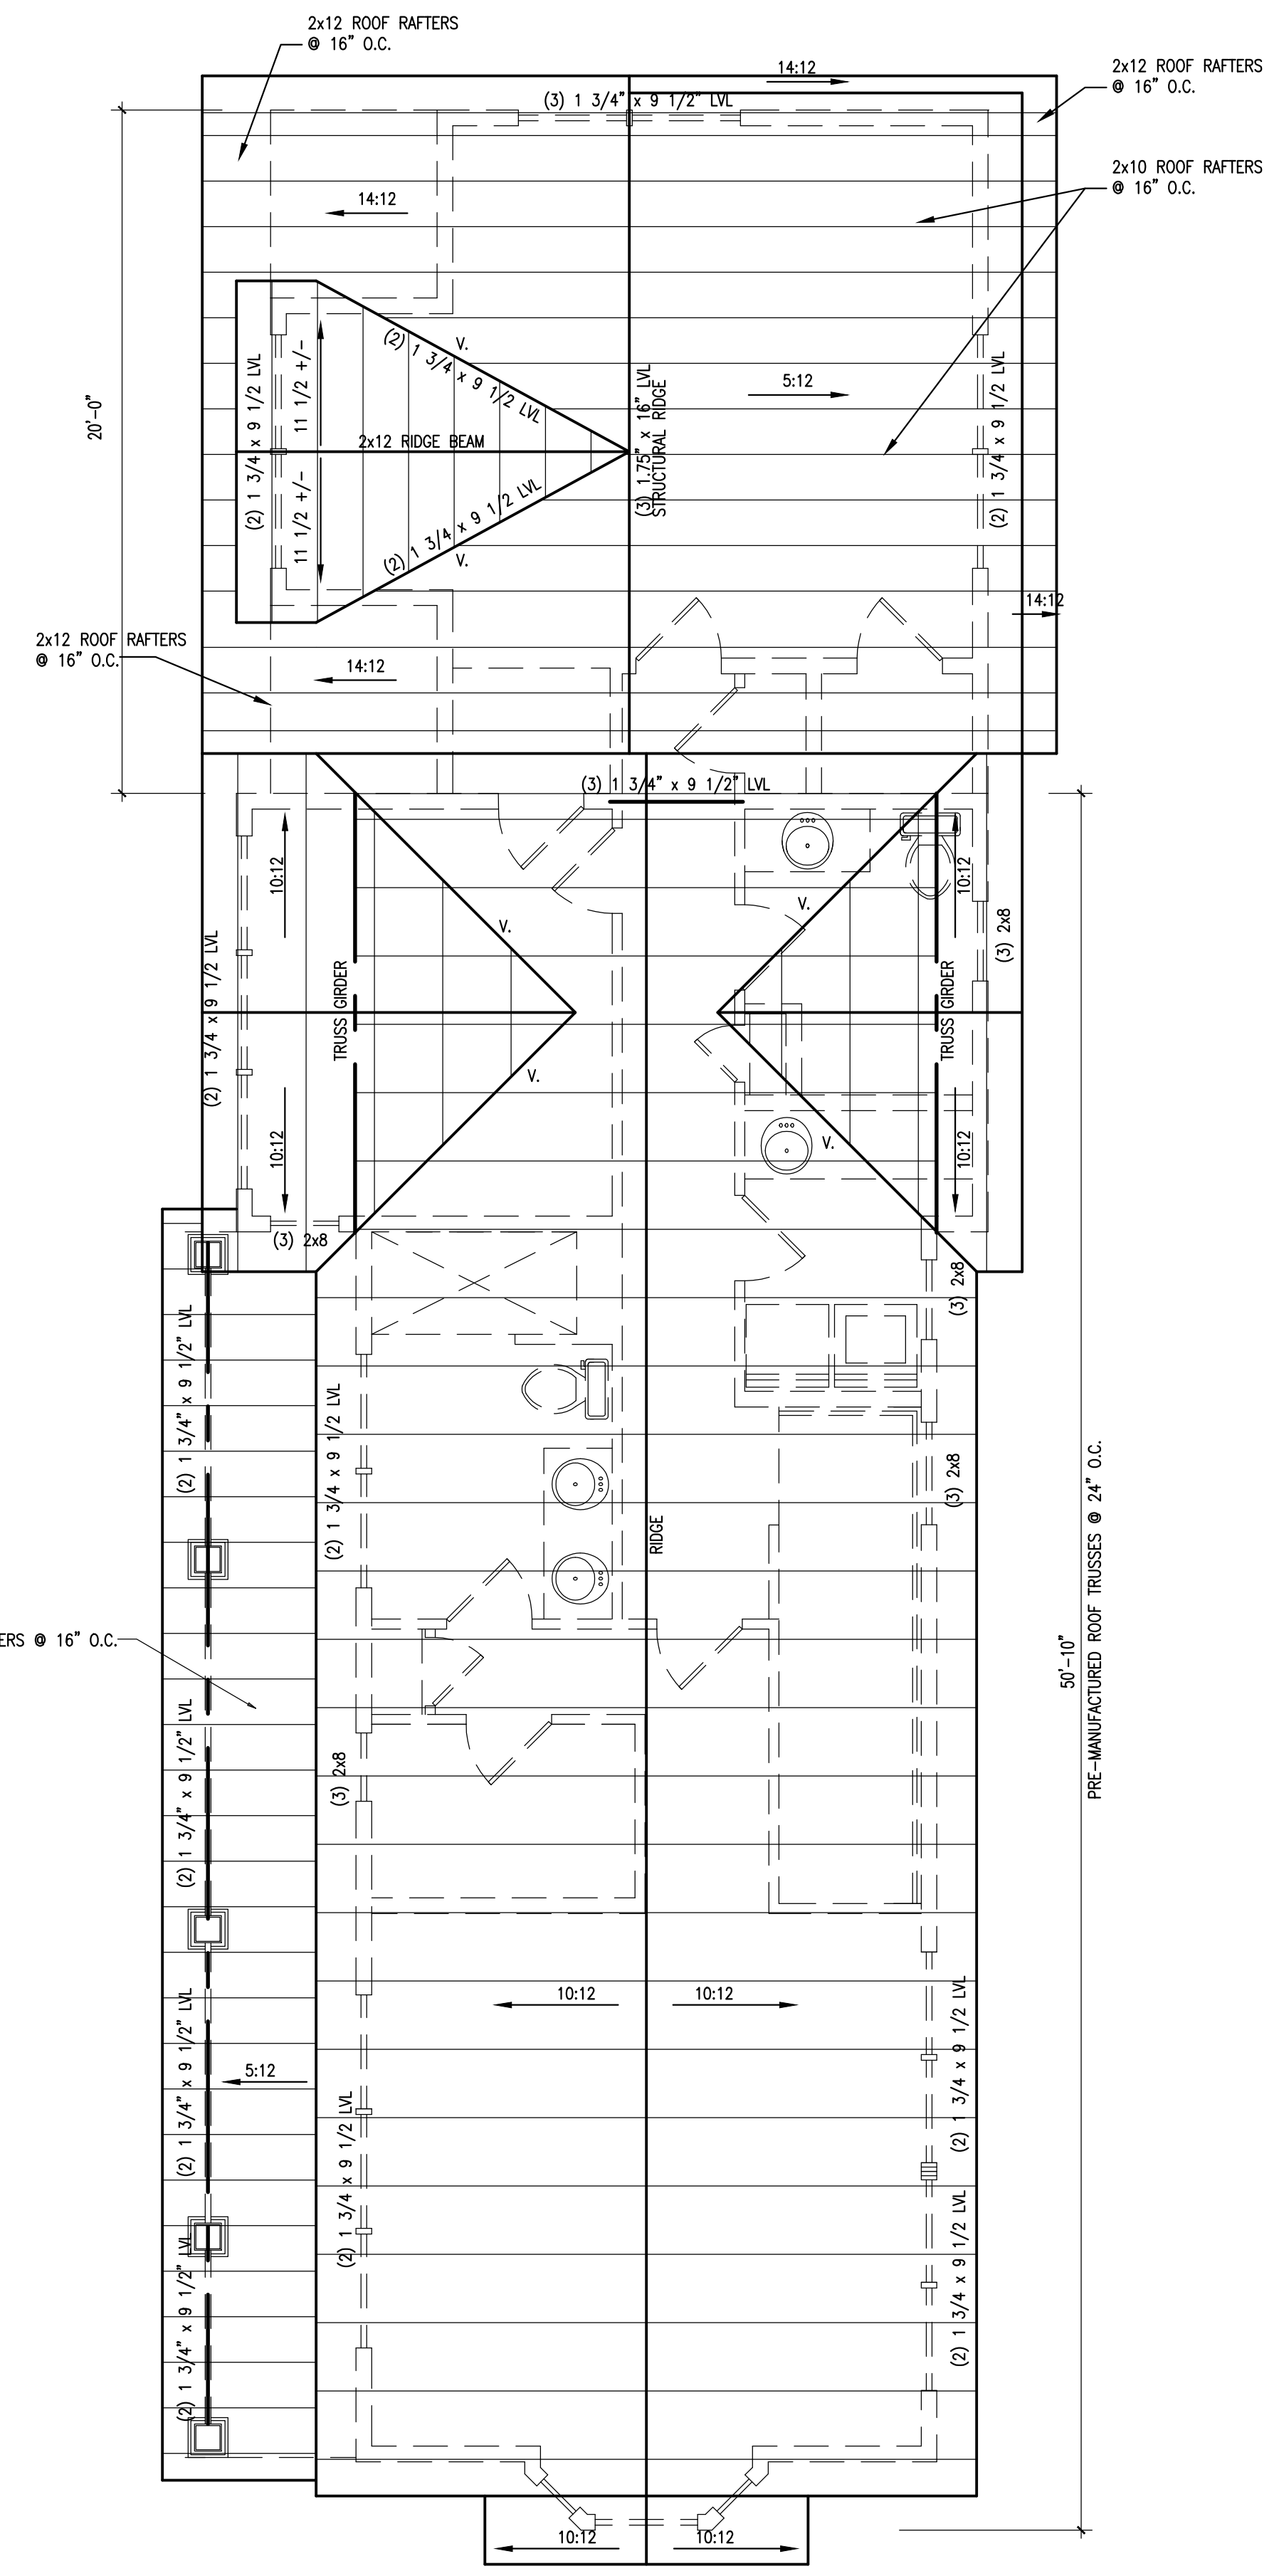 2x12 ROOF RAFTERS
@ 16" O.C.
14:12
2x12 ROOF RAFTERS
@ 16" O.C.
(3) 1 3/4" x 9 1/2" LVL
2x10 ROOF RAFTERS
@ 16" O.C.
14:12
20'-0"
(2) 1 3/4 x 9 1/2 LVL
11 1/2 +/-
11 1/2 +/-
V.
(2) 1 3/4 x 9 1/2 LVL
2x12 RIDGE BEAM
(2) 1 3/4 x 9 1/2 LVL
V.
(3) 1.75" x 16" LVL
STRUCTURAL RIDGE
5:12
(2) 1 3/4 x 9 1/2 LVL
14:12
2x12 ROOF RAFTERS
@ 16" O.C.
14:12
(3) 1 3/4" x 9 1/2" LVL
10:12
10:12
V.
V.
(3) 2x8
(2) 1 3/4 x 9 1/2 LVL
TRUSS GIRDER
TRUSS GIRDER
V.
V.
10:12
10:12
(3) 2x8
(3) 2x8
(2) 1 3/4" x 9 1/2" LVL
(2) 1 3/4 x 9 1/2 LVL
(3) 2x8
RIDGE
PRE-MANUFACTURED ROOF TRUSSES @ 24" O.C.
50'-10"
ERS @ 16" O.C.
(2) 1 3/4" x 9 1/2" LVL
(3) 2x8
10:12
10:12
(2) 1 3/4" x 9 1/2" LVL
5:12
(2) 1 3/4 x 9 1/2 LVL
(2) 1 3/4 x 9 1/2 LVL
(2) 1 3/4" x 9 1/2" LVL
(2) 1 3/4 x 9 1/2 LVL
10:12
10:12